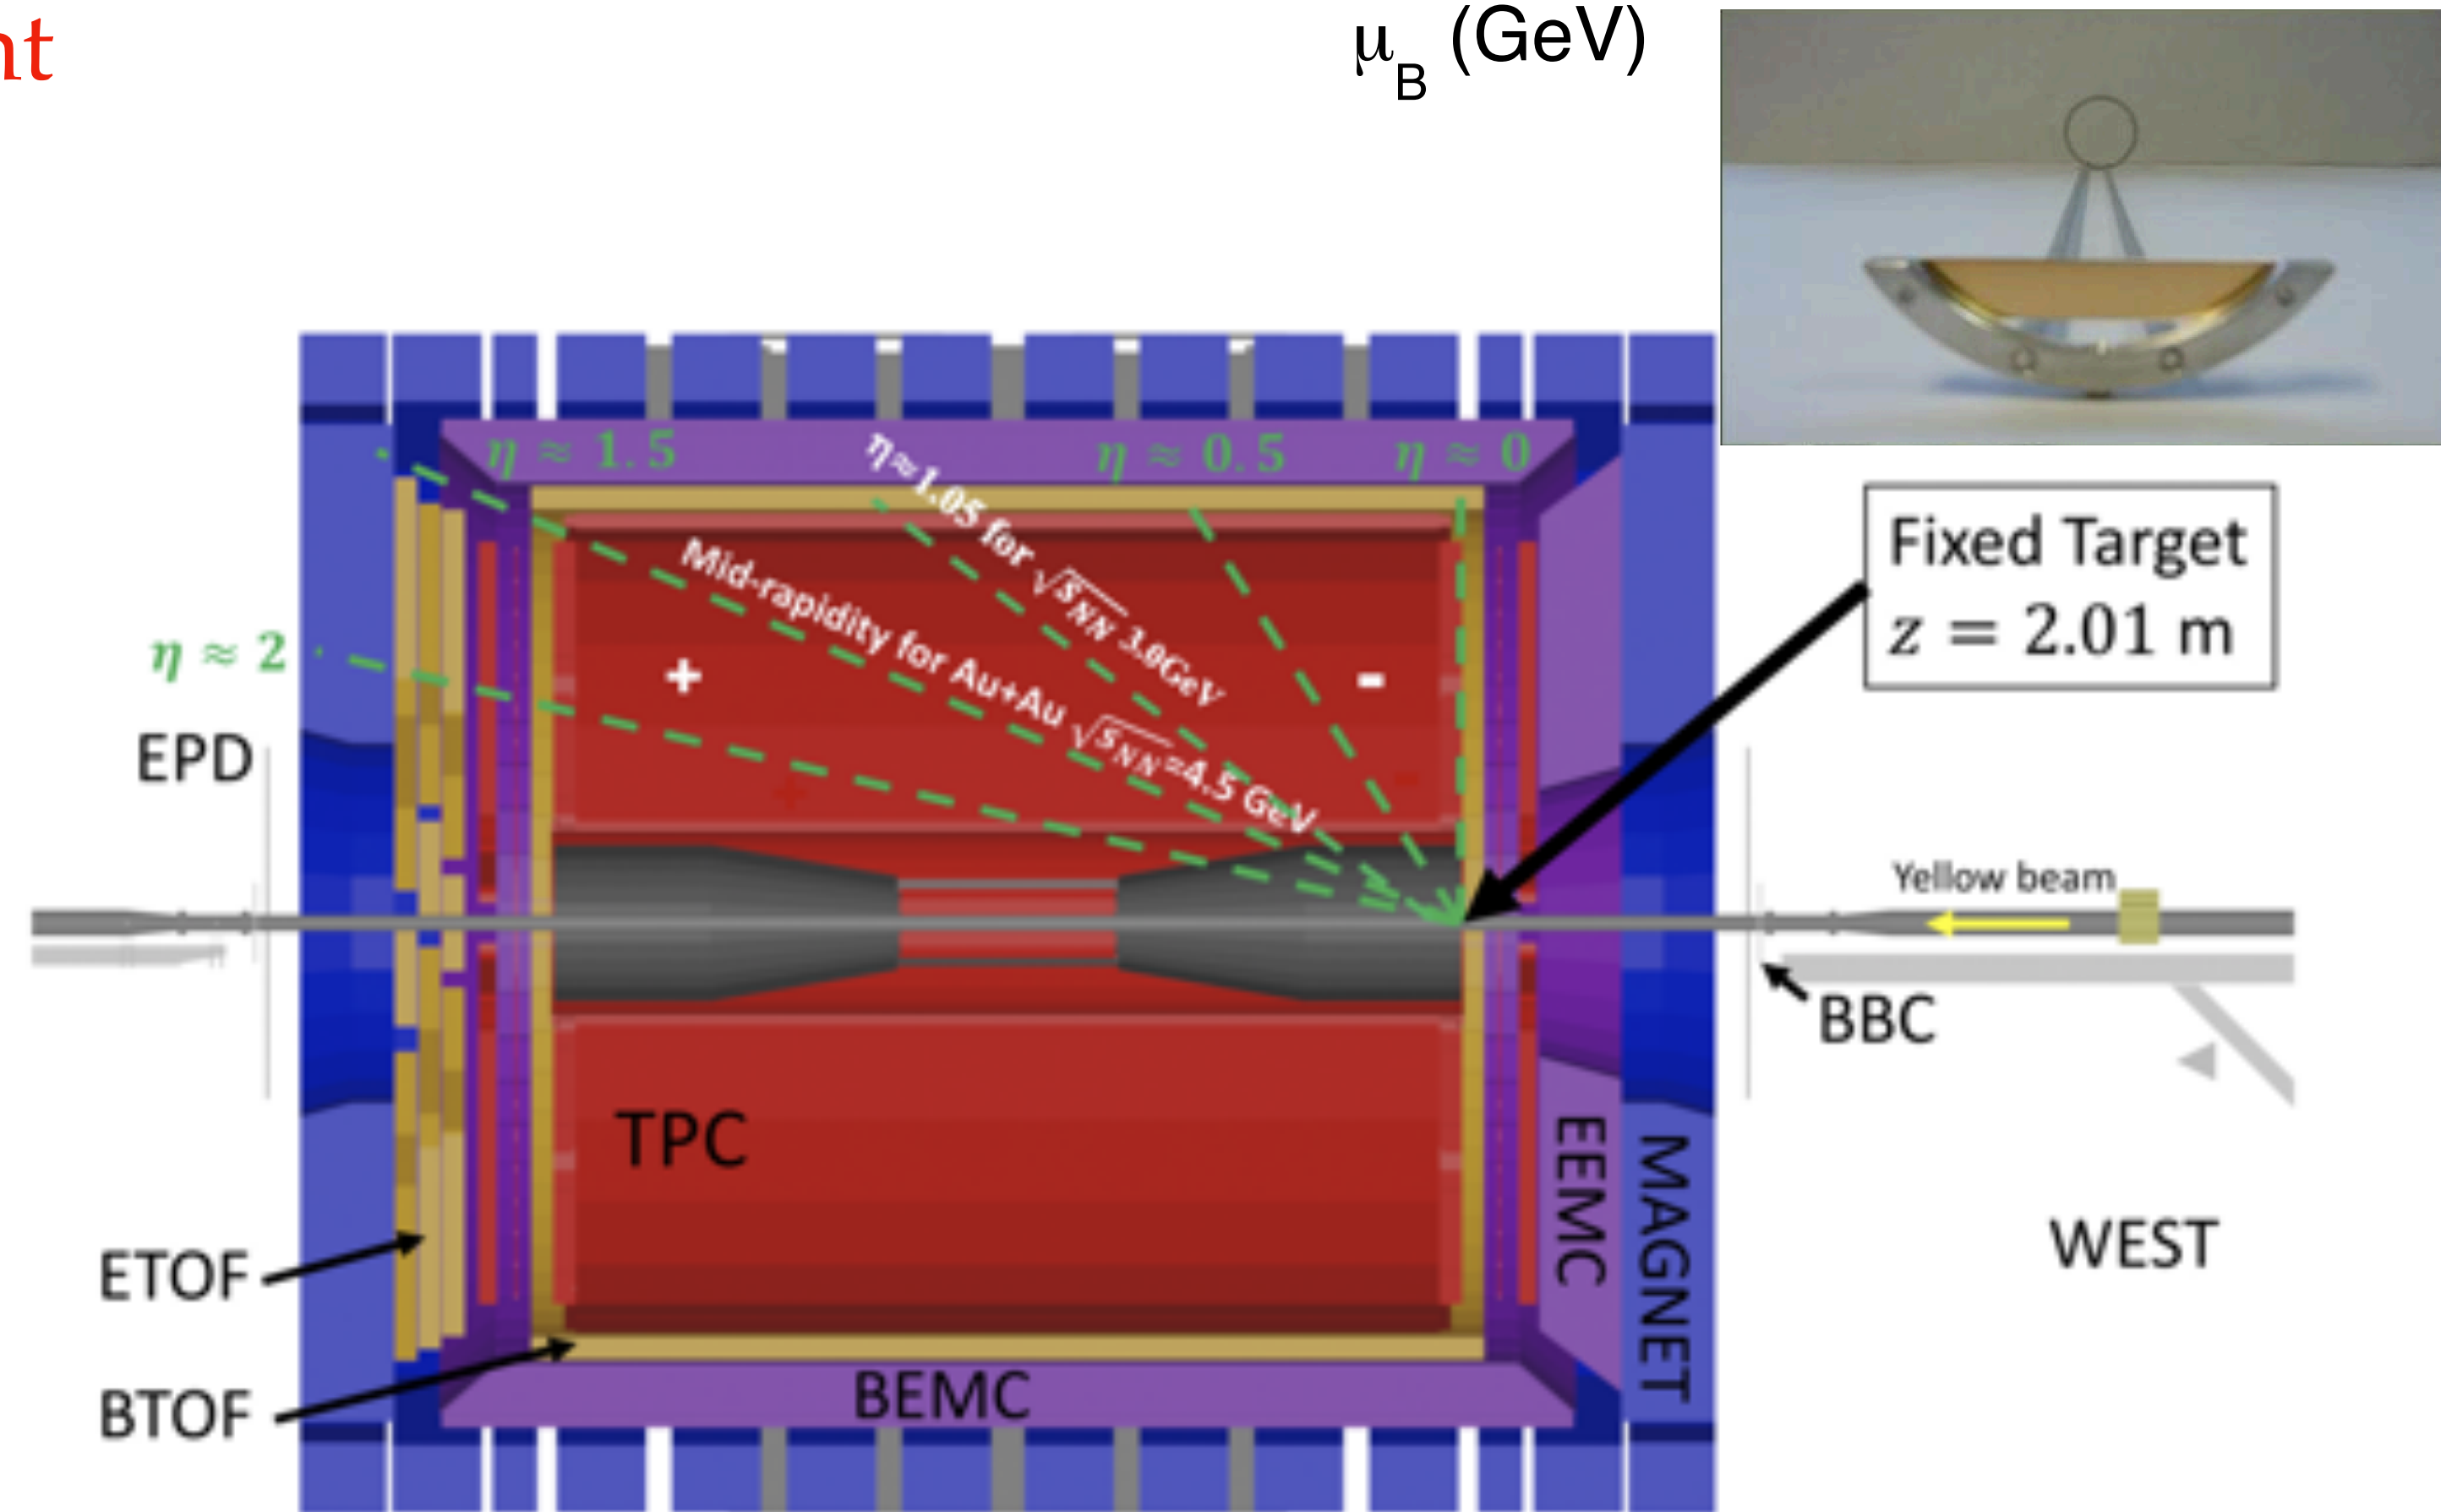 nt
μB (GeV)
η ≈ 1.5
η≈1.05 for √sNN 3.0GeV
η ≈ 0.5
η ≈ 0
Mid-rapidity for Au+Au √sNN=4.5 GeV
Fixed Target
z = 2.01 m
+
-
η ≈ 2
EPD
+
-
Yellow beam
BBC
TPC
EEMC
MAGNET
WEST
ETOF
BTOF
BEMC